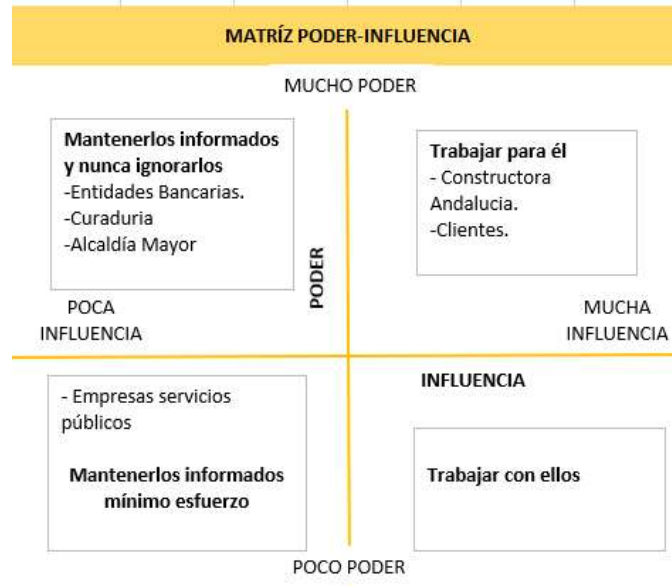 MATRÍZ PODER-INFLUENCIA
MUCHO PODER
Mantenerlos informados
y nunca ignorarlos
-Entidades Bancarias.
-Curaduria
-Alcaldía Mayor
Trabajar para él
- Constructora
Andalucia.
-Clientes.
PODER
POCA
INFLUENCIA
MUCHA
INFLUENCIA
INFLUENCIA
- Empresas servicios
públicos
Mantenerlos informados
mínimo esfuerzo
Trabajar con ellos
POCO PODER